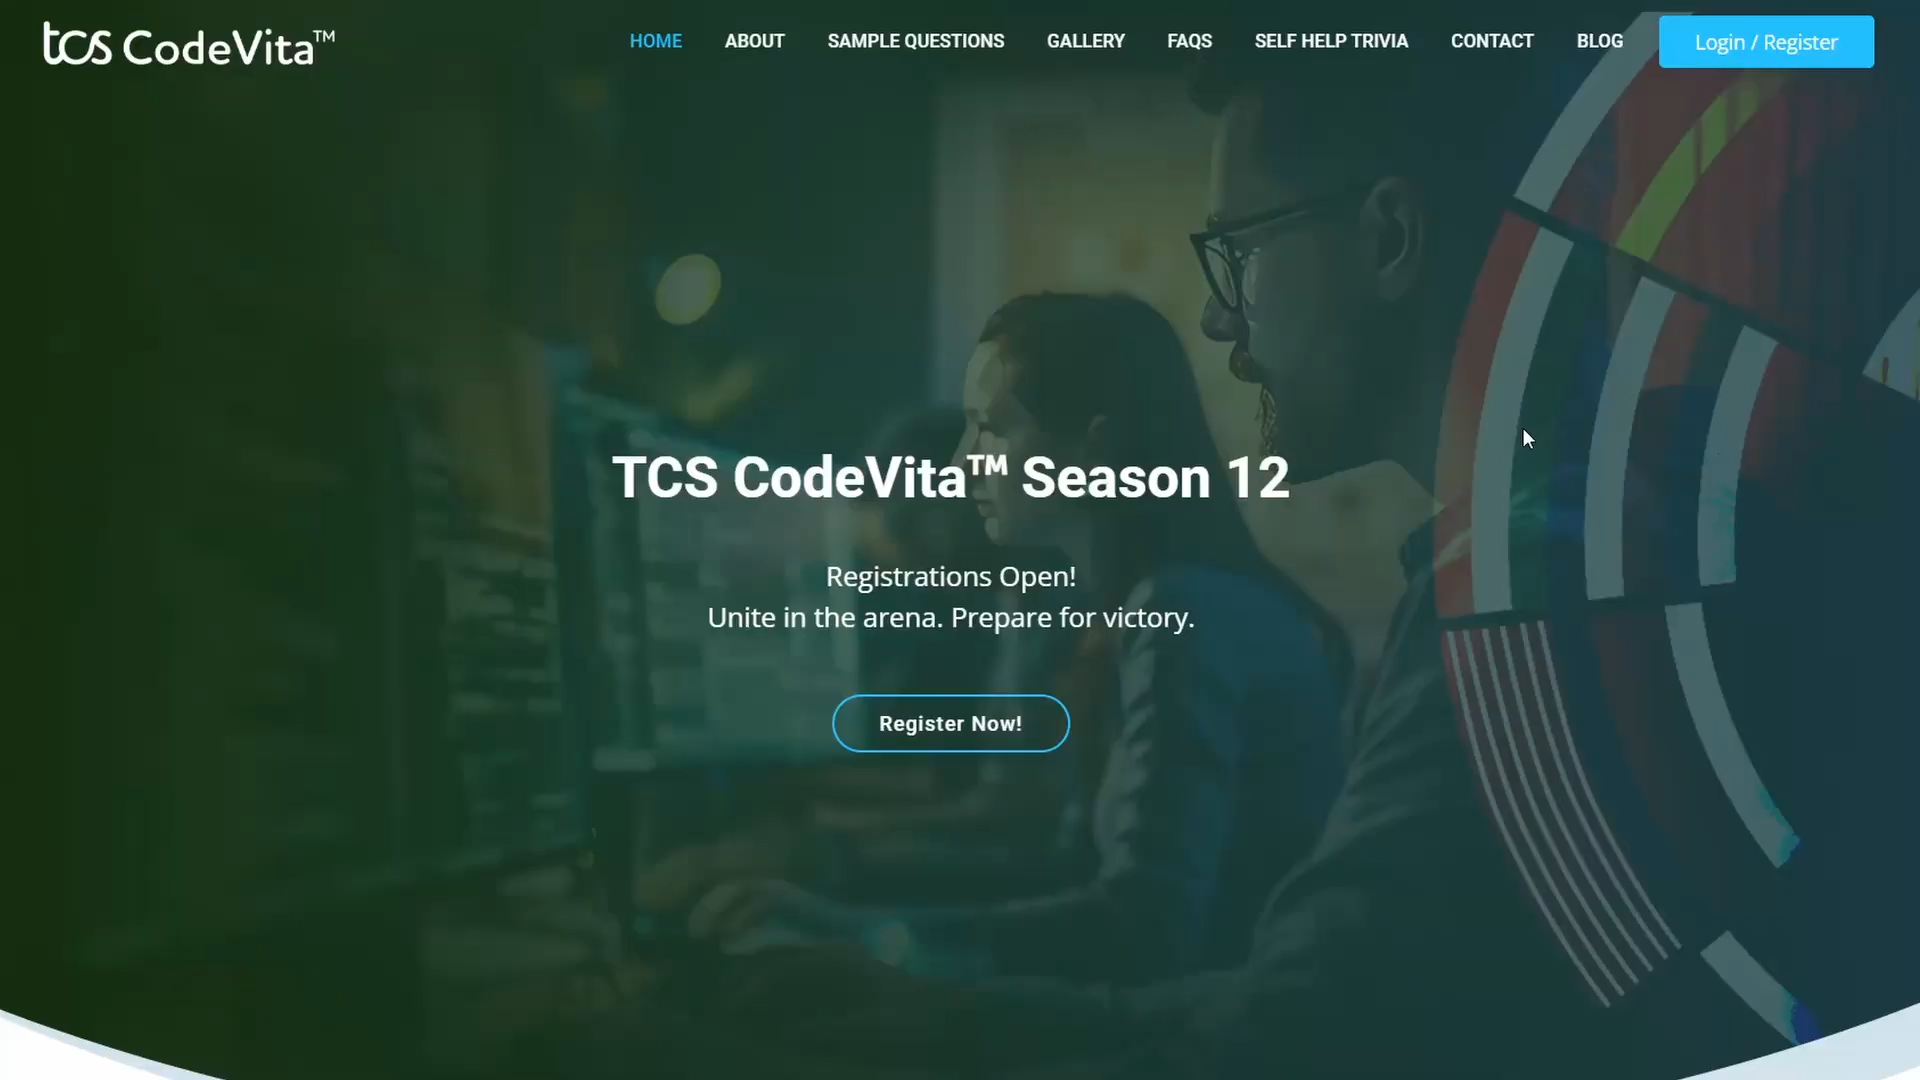 tcs CodeVita™
HOME
ABOUT
SAMPLE QUESTIONS
GALLERY
FAQS
SELF HELP TRIVIA
CONTACT
BLOG
Login / Register
TCS CodeVita™ Season 12
Registrations Open!
Unite in the arena. Prepare for victory.
Register Now!